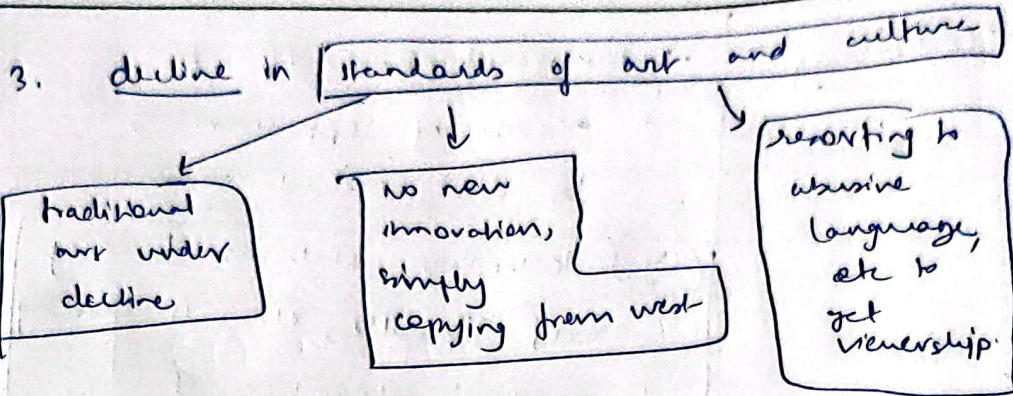 3. decline in standards of art and culture
traditional
art under
decline
no new
innovation,
simply
copying from west
resorting to
abusive
language,
etc to
get
viewership.